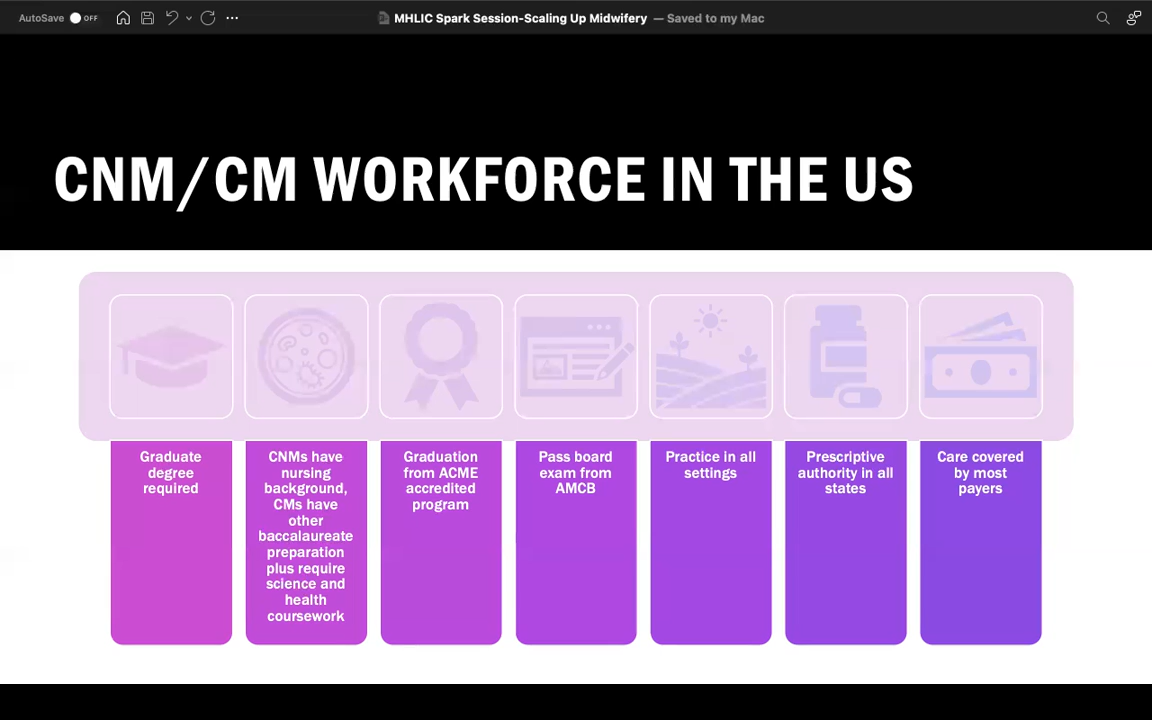 AutoSave OFF
MHLIC Spark Session-Scaling Up Midwifery — Saved to my Mac
CNM/CM WORKFORCE IN THE US
Graduate
degree
required
CNMs have
nursing
background,
CMs have
other
baccalaureate
preparation
plus require
science and
health
coursework
Graduation
from ACME
accredited
program
Pass board
exam from
AMCB
Practice in all
settings
Prescriptive
authority in all
states
Care covered
by most
payers